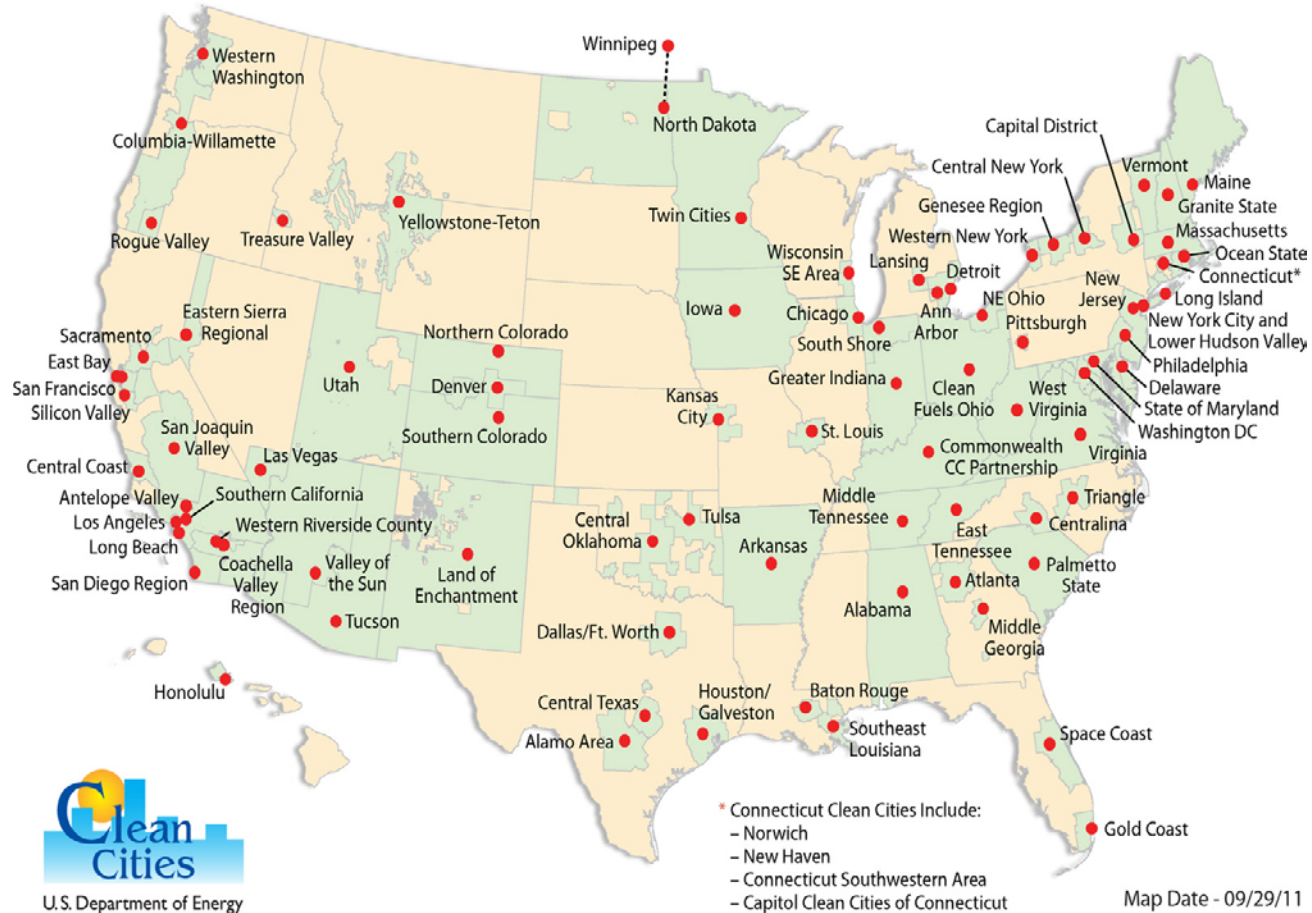 Winnipeg
Western
Washington
North Dakota
Columbia-Willamette
Capital District
Central New York
Vermont
Maine
Genesee Region
Granite State
Yellowstone-Teton
Twin Cities
Rogue Valley
Treasure Valley
Western New York
Massachusetts
Ocean State
Connecticut*
Wisconsin
SE Area
Lansing
Detroit
New
Jersey
Long Island
NE Ohio
Eastern Sierra
Regional
Iowa
Chicago
Ann
Arbor
Pittsburgh
New York City and
Lower Hudson Valley
Sacramento
Northern Colorado
South Shore
East Bay
Philadelphia
San Francisco
Utah
Denver
Greater Indiana
Clean
Fuels Ohio
West
Virginia
Delaware
Silicon Valley
Kansas
City
State of Maryland
San Joaquin
Valley
Southern Colorado
St. Louis
Washington DC
Commonwealth
CC Partnership
Virginia
Central Coast
Las Vegas
Antelope Valley
Southern California
Middle
Tennessee
Triangle
Los Angeles
Western Riverside County
Central
Oklahoma
Tulsa
East
Tennessee
Centralina
Long Beach
Arkansas
San Diego Region
Coachella
Valley
Region
Valley of
the Sun
Land of
Enchantment
Atlanta
Palmetto
State
Alabama
Tucson
Dallas/Ft. Worth
Middle
Georgia
Honolulu
Central Texas
Houston/
Galveston
Baton Rouge
Alamo Area
Southeast
Louisiana
Space Coast
Gold Coast
Clean
Cities
U.S. Department of Energy
* Connecticut Clean Cities Include:
– Norwich
– New Haven
– Connecticut Southwestern Area
– Capitol Clean Cities of Connecticut
Map Date - 09/29/11